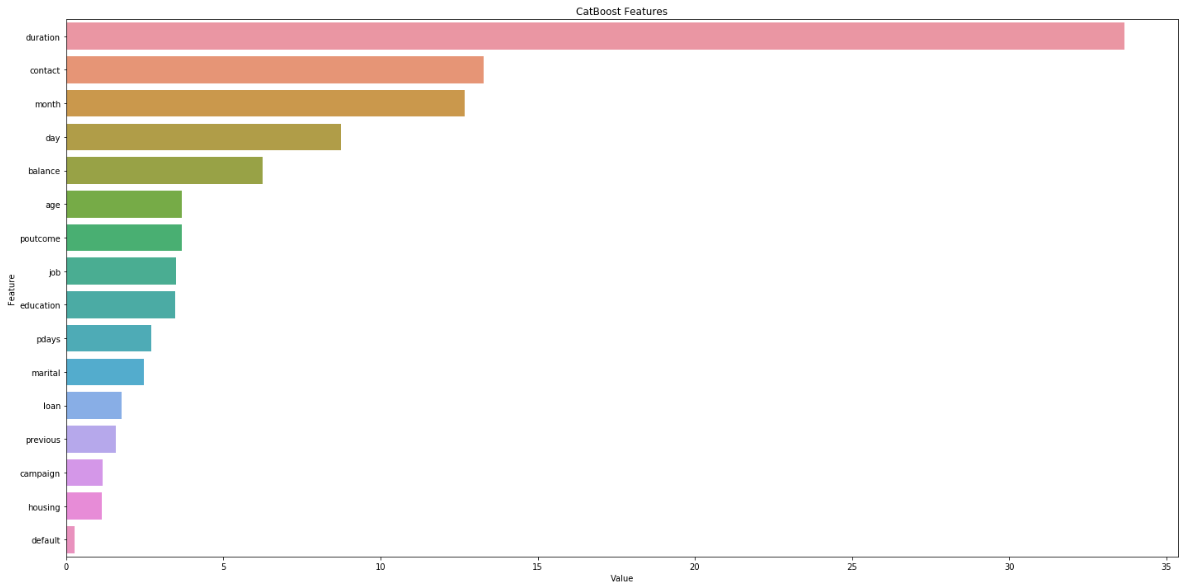 CatBoost Features
duration
contact
month
day
balance
age
poutcome
job
education
pdays
marital
loan
previous
campaign
housing
default
Feature
0 5 10 15 20 25 30 35
Value